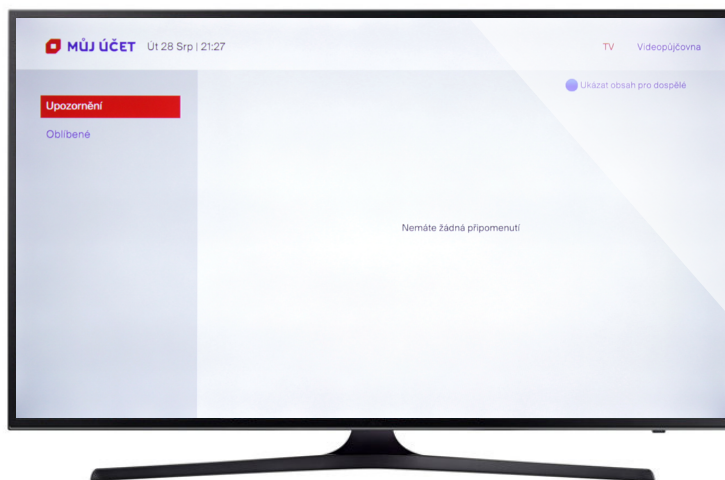 MŮJ ÚČET Út 28 Srp | 21:27
TV Videopůjčovna
Ukázat obsah pro dospělé
Upozornění
Oblíbené
Nemáte žádná připomenutí